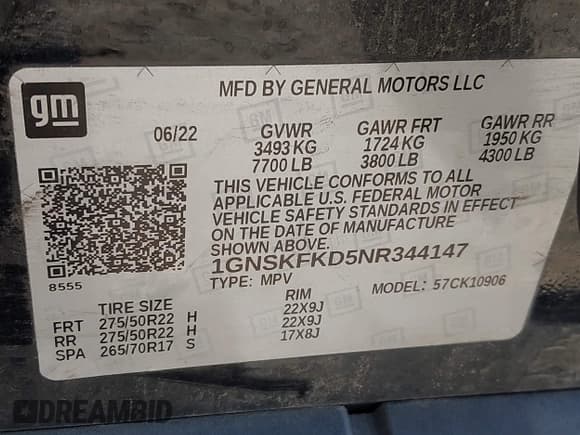 gm
MFD BY GENERAL MOTORS LLC
06/22 GVWR GAWR FRT GAWR RR
3493 KG 1724 KG 1950 KG
7700 LB 3800 LB 4300 LB
THIS VEHICLE CONFORMS TO ALL
APPLICABLE U.S. FEDERAL MOTOR
VEHICLE SAFETY STANDARDS IN EFFECT
ON THE DATE OF MANUFACTURE
SHOWN ABOVE.
8555
1GNSKFKD5NR344147
TYPE: MPV MODEL: 57CK10906
TIRE SIZE RIM
FRT 275/50R22 H 22X9J
RR 275/50R22 H 22X9J
SPA 265/70R17 S 17X8J
DREAMBID